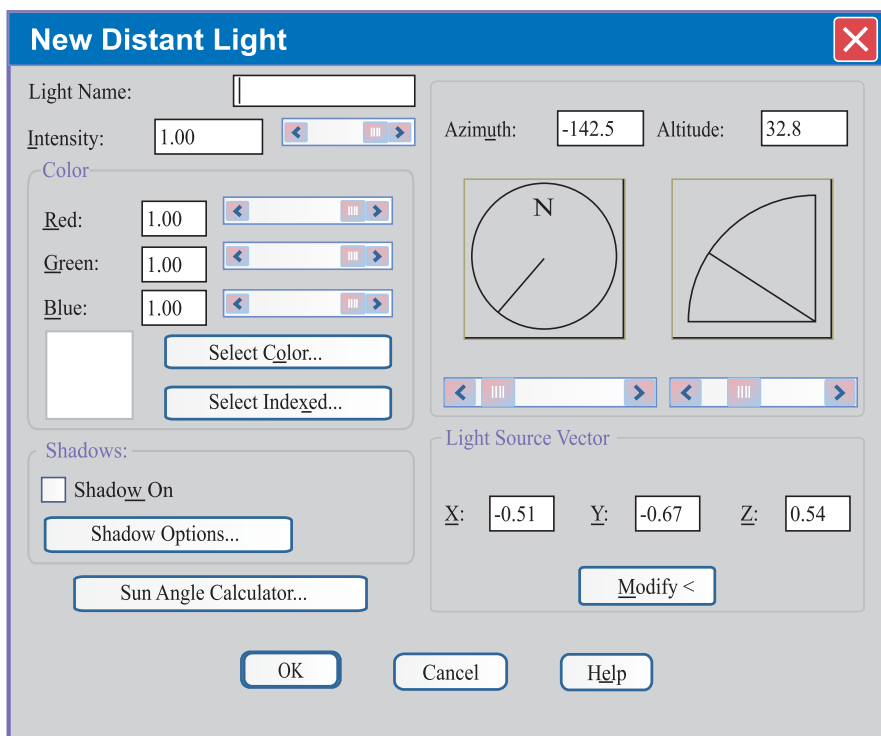 New Distant Light
Light Name:
Intensity: 1.00
Color
Red: 1.00
Green: 1.00
Blue: 1.00
Select Color...
Select Indexed...
Shadows:
Shadow On
Shadow Options...
Sun Angle Calculator...
Azimuth: -142.5 Altitude: 32.8
N
Light Source Vector
X: -0.51 Y: -0.67 Z: 0.54
Modify <
OK Cancel Help